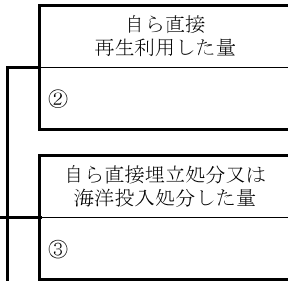 自ら直接
再生利用した量
②
自ら直接埋立処分又は
海洋投入処分した量
③